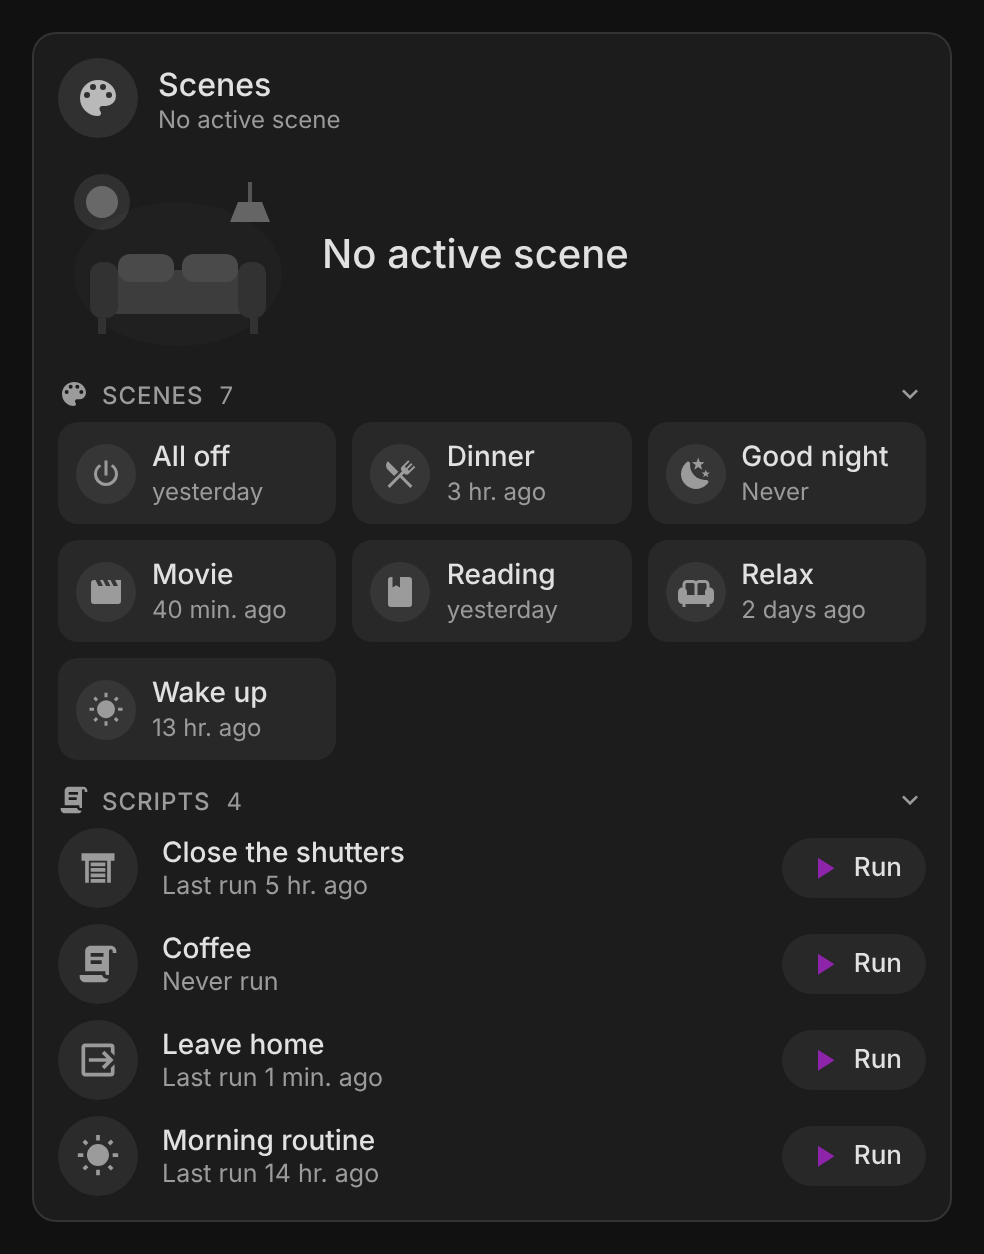 Scenes
No active scene
No active scene
SCENES 7
All off
yesterday
Dinner
3 hr. ago
Good night
Never
Movie
40 min. ago
Reading
yesterday
Relax
2 days ago
Wake up
13 hr. ago
SCRIPTS 4
Close the shutters
Last run 5 hr. ago
Run
Coffee
Never run
Run
Leave home
Last run 1 min. ago
Run
Morning routine
Last run 14 hr. ago
Run